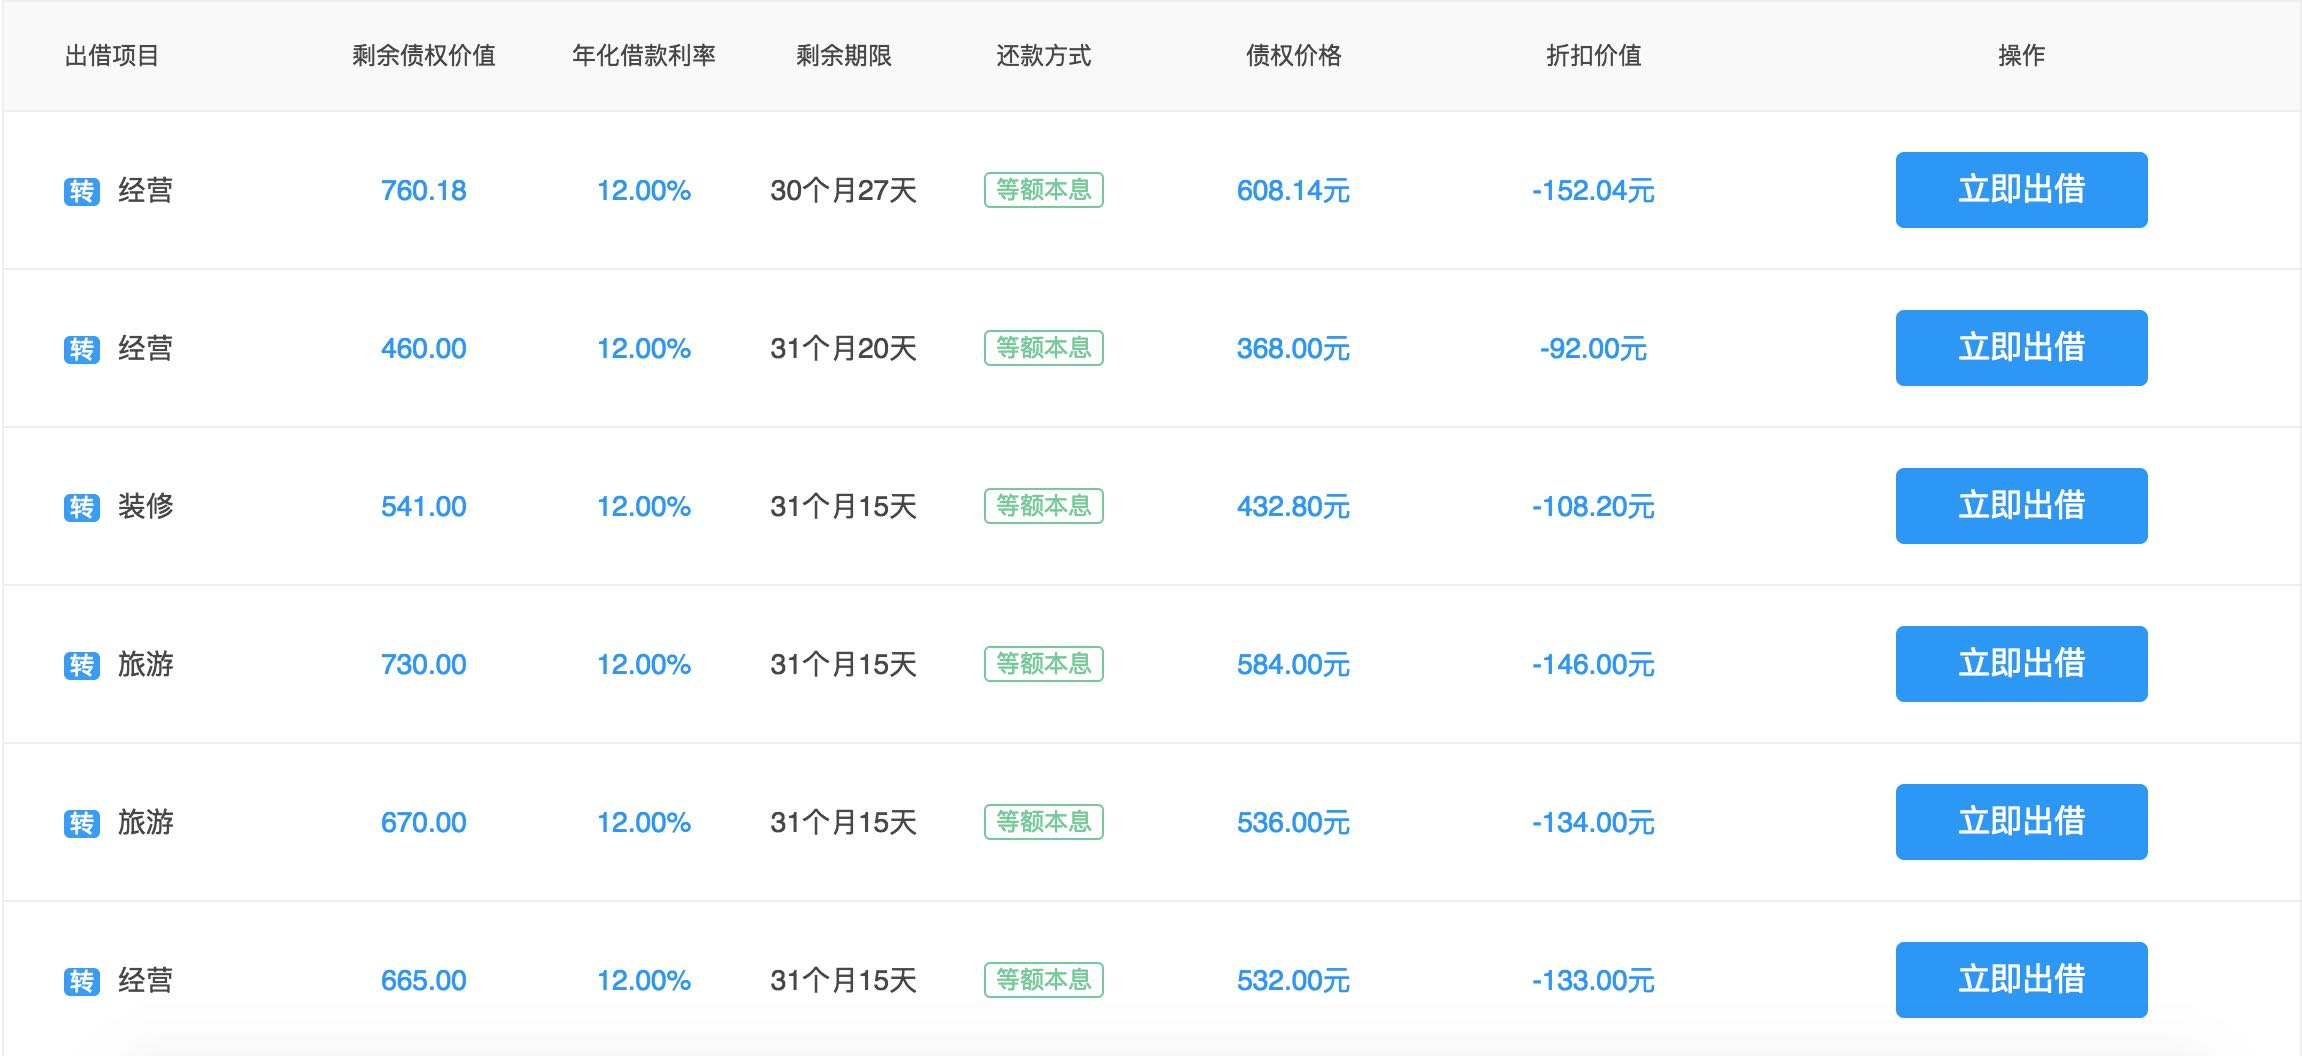 出借项目 剩余债权价值 年化借款利率 剩余期限 还款方式 债权价格 折扣价值 操作
转 经营 760.18 12.00% 30个月27天 等额本息 608.14元 -152.04元 立即出借
转 经营 460.00 12.00% 31个月20天 等额本息 368.00元 -92.00元 立即出借
转 装修 541.00 12.00% 31个月15天 等额本息 432.80元 -108.20元 立即出借
转 旅游 730.00 12.00% 31个月15天 等额本息 584.00元 -146.00元 立即出借
转 旅游 670.00 12.00% 31个月15天 等额本息 536.00元 -134.00元 立即出借
转 经营 665.00 12.00% 31个月15天 等额本息 532.00元 -133.00元 立即出借